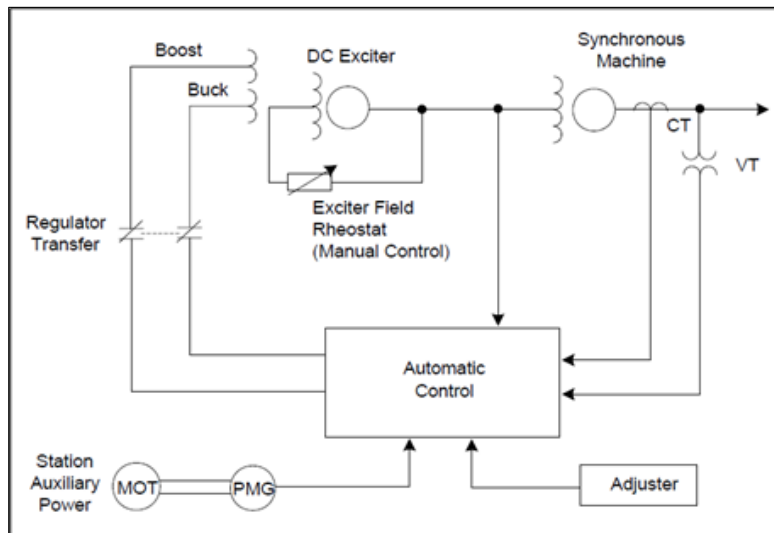 Boost
Buck
DC Exciter
Synchronous
Machine
CT
VT
Exciter Field
Rheostat
(Manual Control)
Regulator
Transfer
Automatic
Control
Station
Auxiliary
Power
MOT
PMG
Adjuster